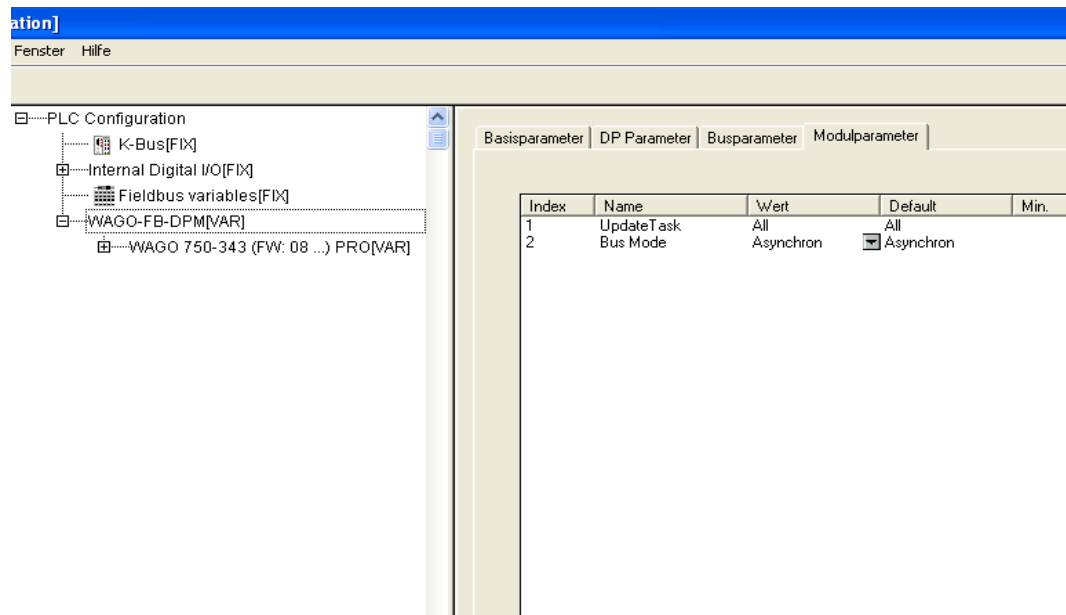 ation]
Fenster Hilfe
PLC Configuration
K-Bus[FIX]
Internal Digital I/O[FIX]
Fieldbus variables[FIX]
WAGO-FB-DPM[VAR]
WAGO 750-343 (FW: 08 ...) PRO[VAR]
Basisparameter DP Parameter Busparameter Modulparameter
Index Name Wert Default Min.
1 UpdateTask All All
2 Bus Mode Asynchron Asynchron